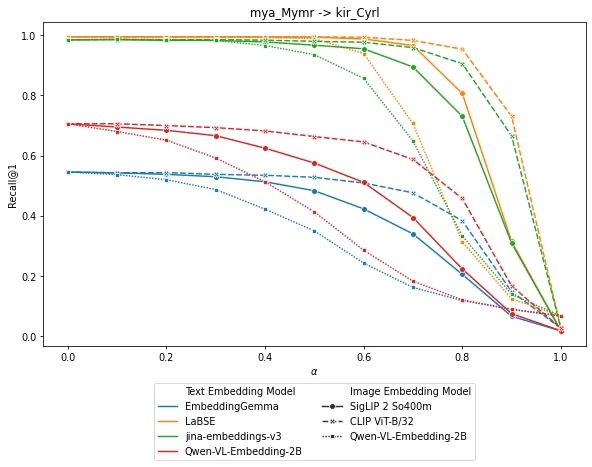 mya_Mymr -> kir_Cyrl
Recall@1
1.0
0.8
0.6
0.4
0.2
0.0
0.0 0.2 0.4 0.6 0.8 1.0
α
Text Embedding Model Image Embedding Model
EmbeddingGemma SigLIP 2 So400m
LaBSE CLIP ViT-B/32
jina-embeddings-v3 Qwen-VL-Embedding-2B
Qwen-VL-Embedding-2B